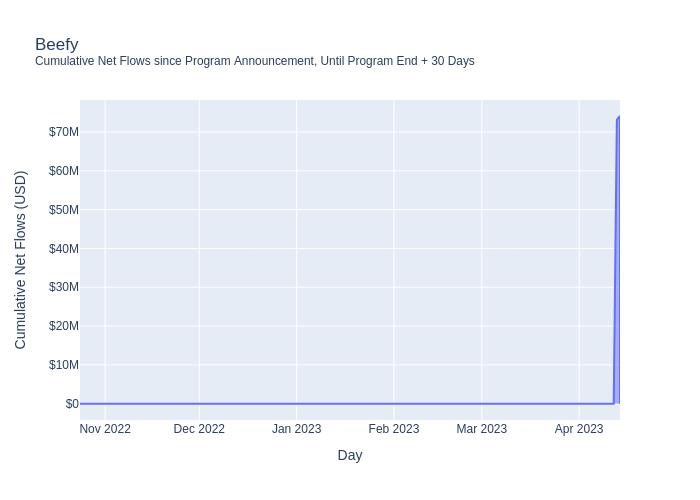 Beefy
Cumulative Net Flows since Program Announcement, Until Program End + 30 Days
Cumulative Net Flows (USD)
$70M
$60M
$50M
$40M
$30M
$20M
$10M
$0
Nov 2022
Dec 2022
Jan 2023
Feb 2023
Mar 2023
Apr 2023
Day